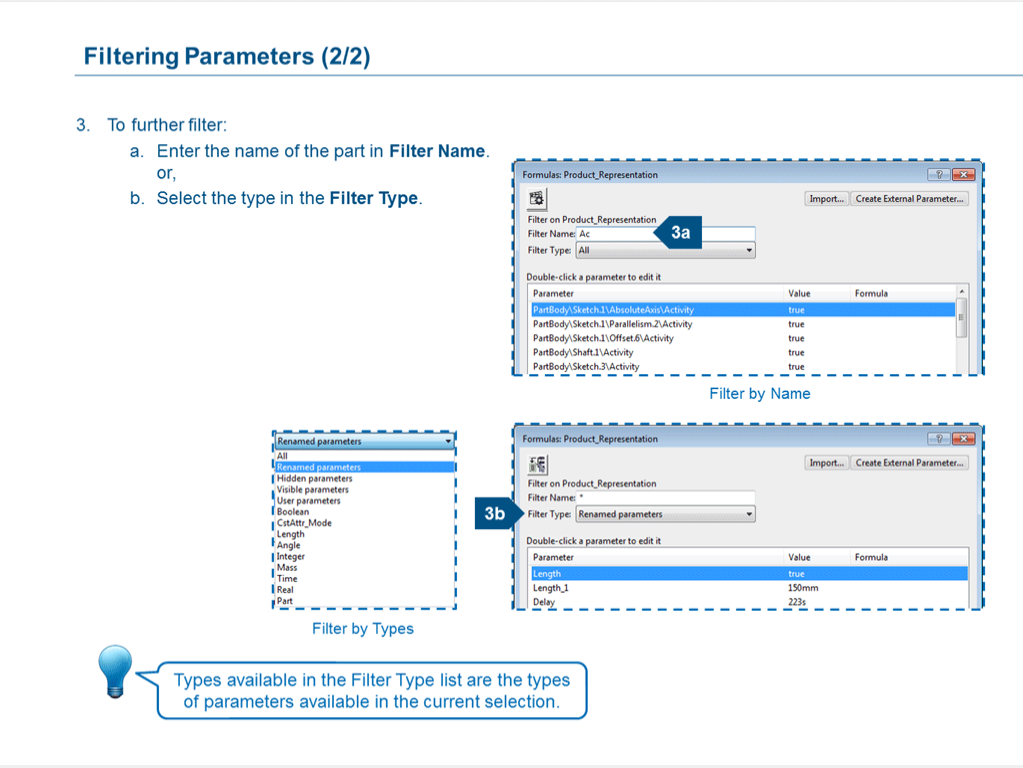 Filtering Parameters (2/2)
3. To further filter:
a. Enter the name of the part in Filter Name.
or,
b. Select the type in the Filter Type.
Formulas: Product_Representation
Import... Create External Parameter...
Filter on Product_Representation
Filter Name: Ac
3a
Filter Type: All
Double-click a parameter to edit it
Parameter Value Formula
PartBody\Sketch.1\AbsoluteAxis\Activity true
PartBody\Sketch.1\Parallelism.2\Activity true
PartBody\Sketch.1\Offset.6\Activity true
PartBody\Shaft.1\Activity true
PartBody\Sketch.3\Activity true
Filter by Name
Renamed parameters
All
Renamed parameters
Hidden parameters
Visible parameters
User parameters
Boolean
CstAttr_Mode
Length
Angle
Integer
Mass
Time
Real
Part
Filter by Types
3b
Formulas: Product_Representation
Import... Create External Parameter...
Filter on Product_Representation
Filter Name: *
Filter Type: Renamed parameters
Double-click a parameter to edit it
Parameter Value Formula
Length true
Length_1 150mm
Delay 223s
Types available in the Filter Type list are the types
of parameters available in the current selection.